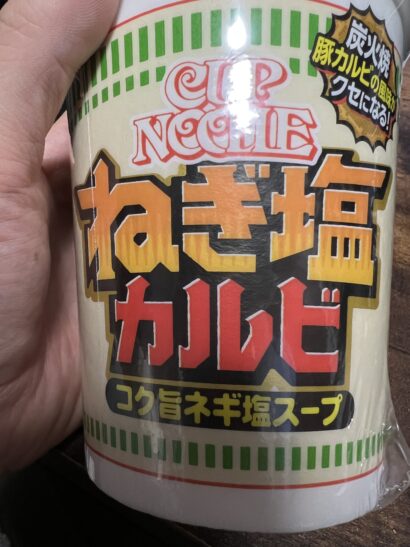 炭火焼
豚カルビの風味が
クセになる!
CUP
NOODLE
ねぎ塩
カルビ
コク旨ネギ塩スープ